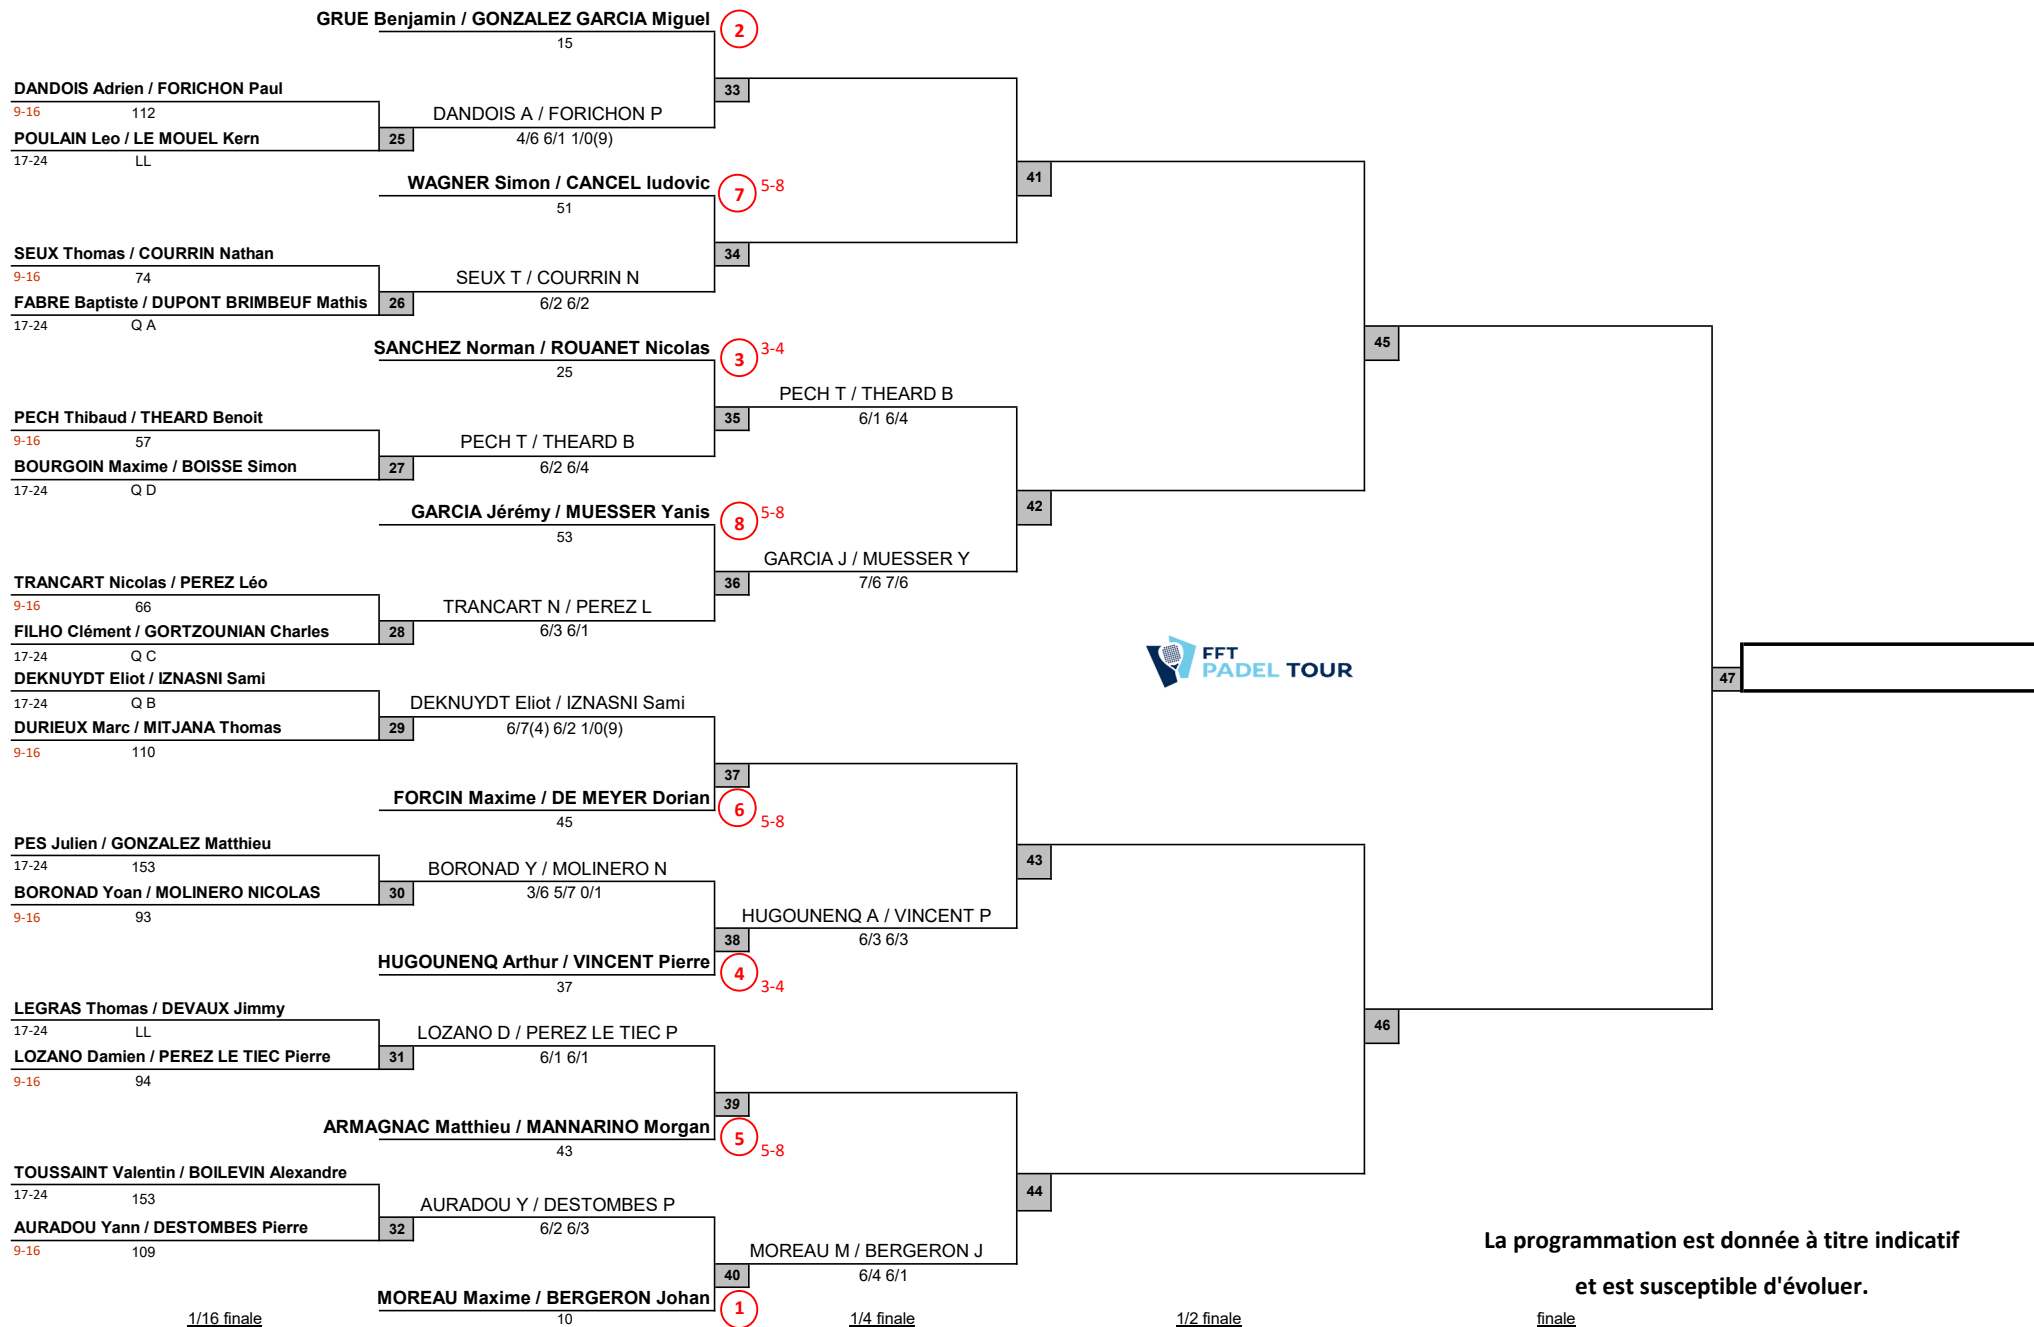 GRUE Benjamin / GONZALEZ GARCIA Miguel
2
15
DANDOIS Adrien / FORICHON Paul
33
9-16 112
DANDOIS A / FORICHON P
POULAIN Leo / LE MOUEL Kern
25
4/6 6/1 1/0(9)
17-24 LL
WAGNER Simon / CANCEL ludovic
7
5-8
41
51
SEUX Thomas / COURRIN Nathan
34
9-16 74
SEUX T / COURRIN N
FABRE Baptiste / DUPONT BRIMBEUF Mathis
26
6/2 6/2
17-24 Q A
SANCHEZ Norman / ROUANET Nicolas
3
3-4
45
25
PECH T / THEARD B
PECH Thibaud / THEARD Benoit
35
6/1 6/4
9-16 57
PECH T / THEARD B
BOURGOIN Maxime / BOISSE Simon
27
6/2 6/4
17-24 Q D
GARCIA Jérémy / MUESSER Yanis
8
5-8
42
53
GARCIA J / MUESSER Y
TRANCART Nicolas / PEREZ Léo
36
7/6 7/6
9-16 66
TRANCART N / PEREZ L
FILHO Clément / GORTZOUNIAN Charles
28
6/3 6/1
17-24 Q C
FFT
PADEL TOUR
DEKNUYDT Eliot / IZNASNI Sami
47
17-24 Q B
DEKNUYDT Eliot / IZNASNI Sami
DURIEUX Marc / MITJANA Thomas
29
6/7(4) 6/2 1/0(9)
9-16 110
37
FORCIN Maxime / DE MEYER Dorian
6
5-8
45
PES Julien / GONZALEZ Matthieu
43
17-24 153
BORONAD Y / MOLINERO N
BORONAD Yoan / MOLINERO NICOLAS
30
3/6 5/7 0/1
9-16 93
HUGOUNENQ A / VINCENT P
38
6/3 6/3
HUGOUNENQ Arthur / VINCENT Pierre
4
3-4
37
LEGRAS Thomas / DEVAUX Jimmy
46
17-24 LL
LOZANO D / PEREZ LE TIEC P
LOZANO Damien / PEREZ LE TIEC Pierre
31
6/1 6/1
9-16 94
39
ARMAGNAC Matthieu / MANNARINO Morgan
5
5-8
43
TOUSSAINT Valentin / BOILEVIN Alexandre
44
17-24 153
AURADOU Y / DESTOMBES P
AURADOU Yann / DESTOMBES Pierre
32
6/2 6/3
9-16 109
MOREAU M / BERGERON J
40
6/4 6/1
La programmation est donnée à titre indicatif
et est susceptible d'évoluer.
MOREAU Maxime / BERGERON Johan
1
10
1/16 finale
1/4 finale
1/2 finale
finale